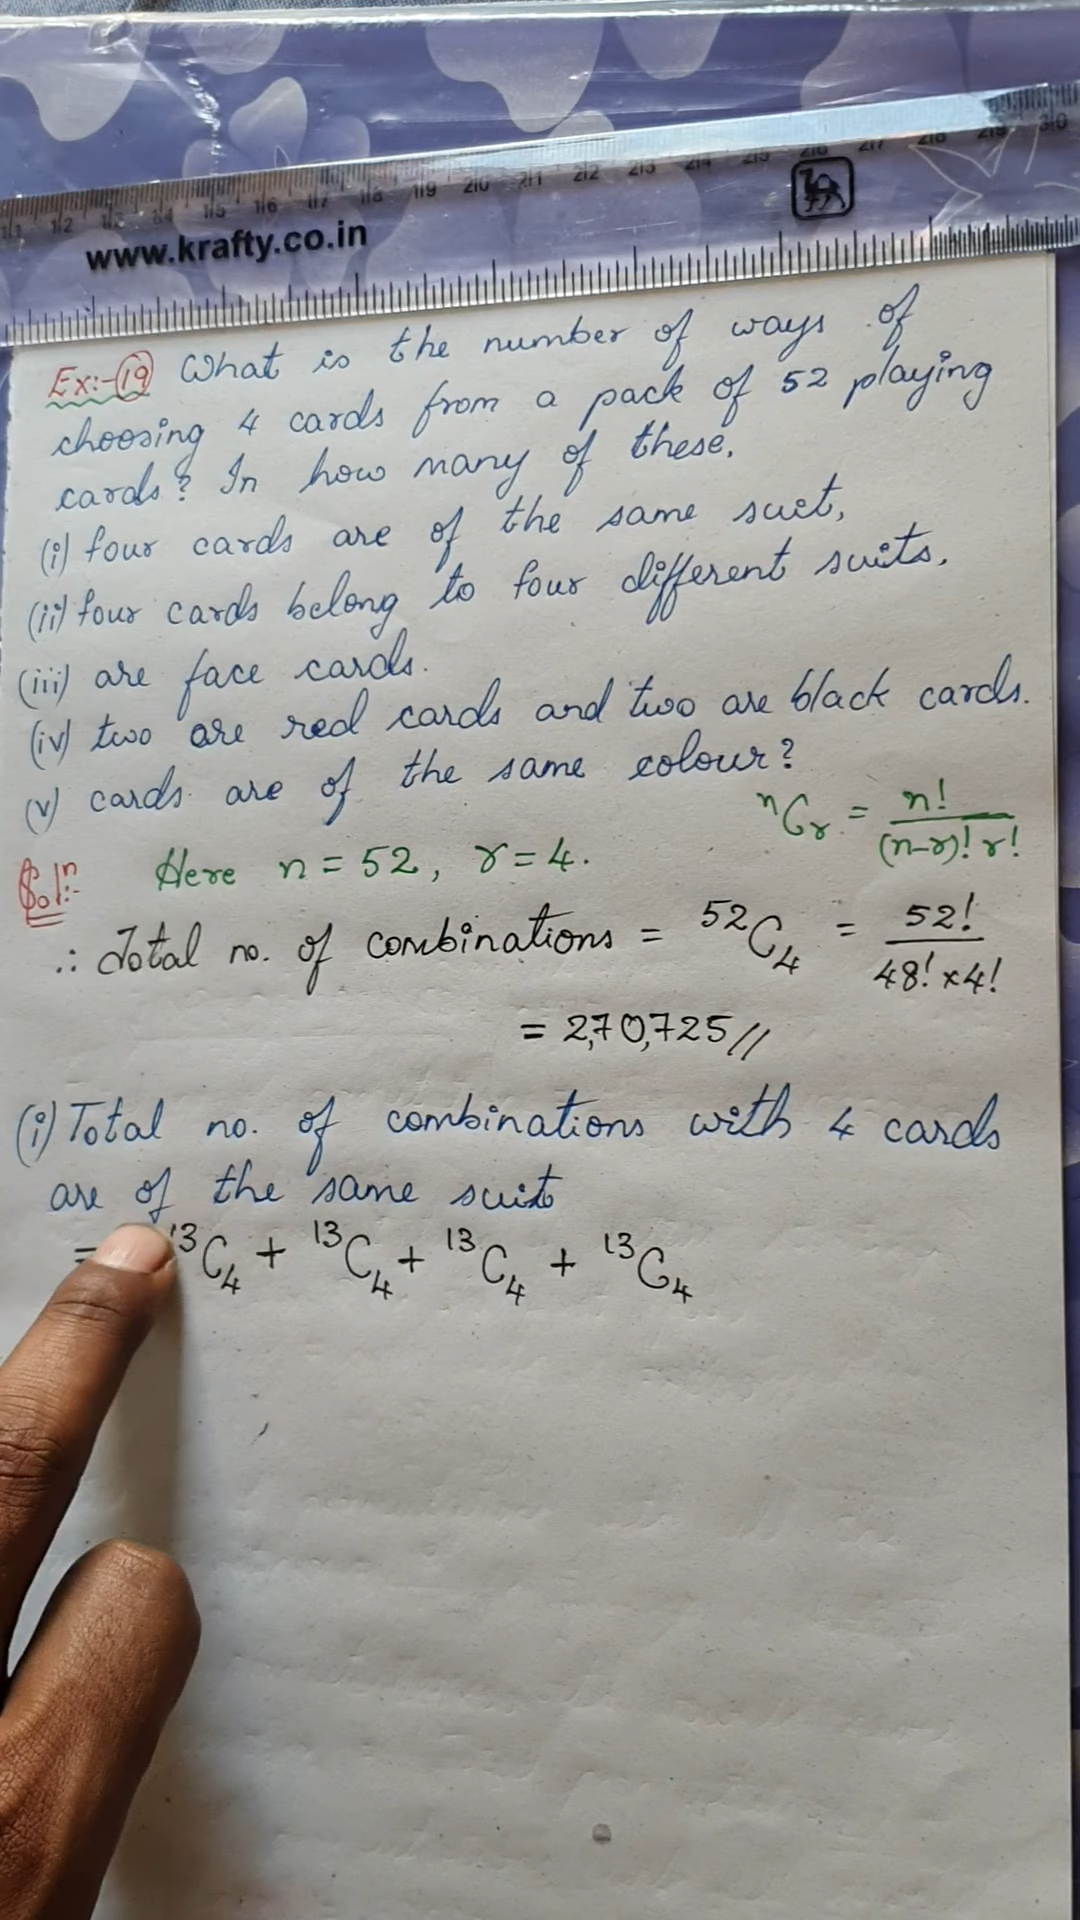 www.krafty.co.in
Ex:-(19) What is the number of ways of
choosing 4 cards from a pack of 52 playing
cards? In how many of these.
(i) four cards are of the same suit,
(ii) four cards belong to four different suits.
(iii) are face cards.
(iv) two are red cards and two are black cards.
(v) cards are of the same colour?
ⁿCᵣ = n! / (n-r)! r!
Solⁿ:- Here n = 52, r = 4.
∴ Total no. of combinations = ⁵²C₄ = 52! / 48! × 4!
= 2,70,725//
(i) Total no. of combinations with 4 cards
are of the same suit
= ¹³C₄ + ¹³C₄ + ¹³C₄ + ¹³C₄